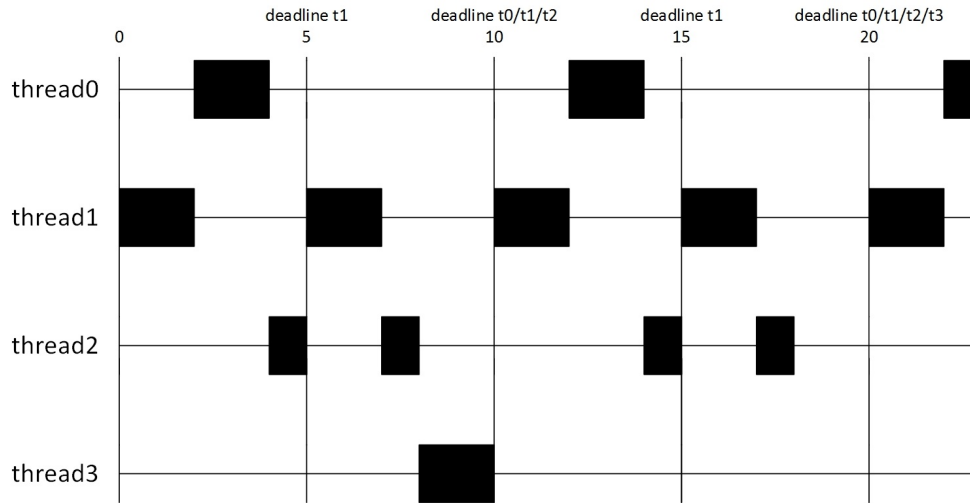 deadline t1 deadline t0/t1/t2 deadline t1 deadline t0/t1/t2/t3
0 5 10 15 20
thread0
thread1
thread2
thread3